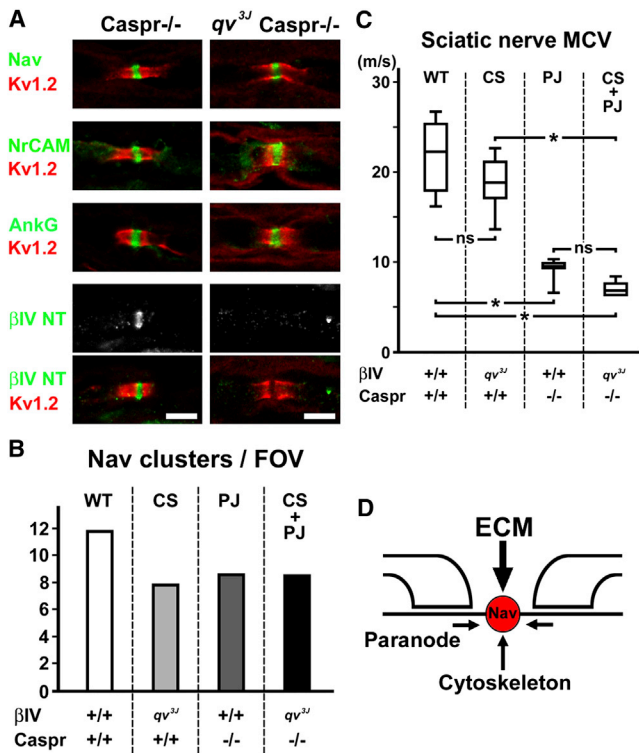 A
Caspr-/- qv3J Caspr-/-
Nav
Kv1.2
NrCAM
Kv1.2
AnkG
Kv1.2
βIV NT
βIV NT
Kv1.2
B
Nav clusters / FOV
WT CS PJ CS
+
PJ
12
10
8
6
4
2
0
βIV +/+ qv3J +/+ qv3J
Caspr +/+ +/+ -/- -/-
C
Sciatic nerve MCV
(m/s)
WT CS PJ CS
+
PJ
30
20
10
0
*
ns
ns
*
*
βIV +/+ qv3J +/+ qv3J
Caspr +/+ +/+ -/- -/-
D
ECM
Nav
Paranode
Cytoskeleton